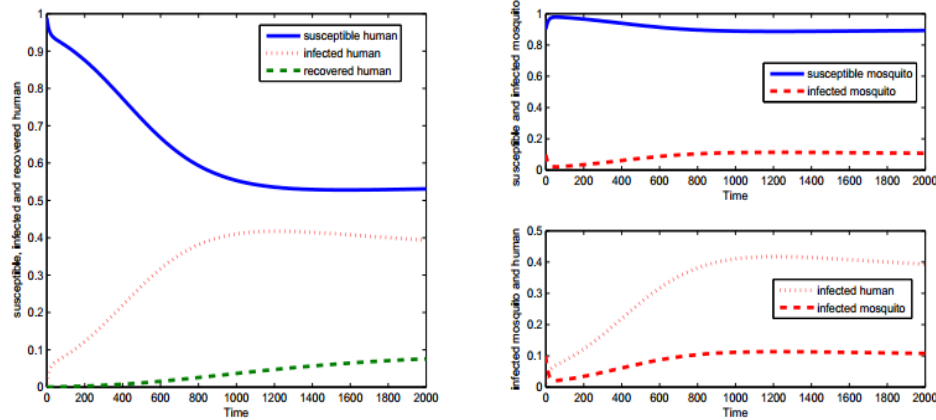 susceptible, infected and recovered human
1
0.9
0.8
0.7
0.6
0.5
0.4
0.3
0.2
0.1
0
susceptible human
infected human
recovered human
0 200 400 600 800 1000 1200 1400 1600 1800 2000
Time
susceptible and infected mosquito
1
0.8
0.6
0.4
0.2
0
susceptible mosquito
infected mosquito
0 200 400 600 800 1000 1200 1400 1600 1800 2000
Time
infected mosquito and human
0.5
0.4
0.3
0.2
0.1
0
infected human
infected mosquito
0 200 400 600 800 1000 1200 1400 1600 1800 2000
Time